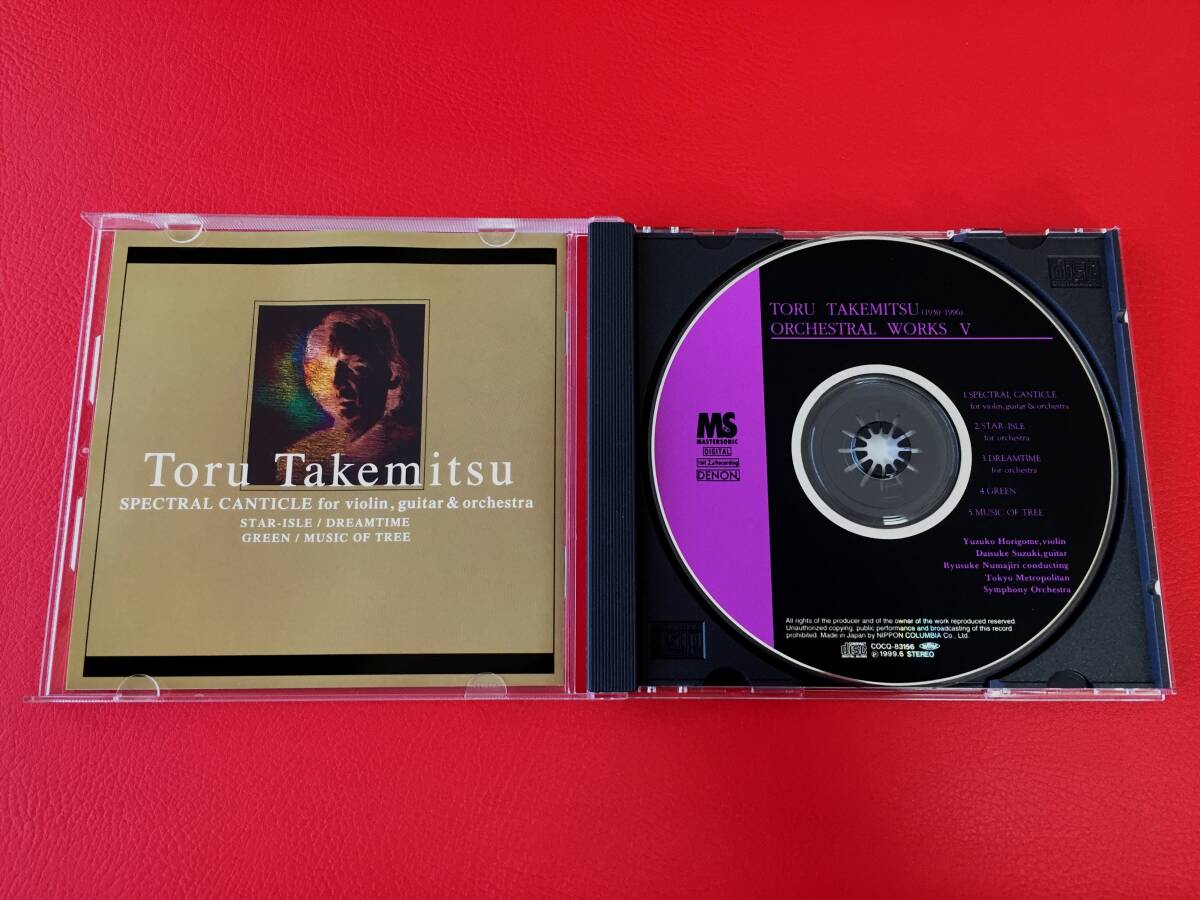 Toru Takemitsu
SPECTRAL CANTICLE for violin, guitar & orchestra
STAR-ISLE / DREAMTIME
GREEN / MUSIC OF TREE
TORU TAKEMITSU (1930-1996)
ORCHESTRAL WORKS V
1.SPECTRAL CANTICLE
for violin, guitar & orchestra
2.STAR-ISLE
for orchestra
3.DREAMTIME
for orchestra
4.GREEN
5.MUSIC OF TREE
MS
MASTERSONIC
DIGITAL
DENON
Yuzuko Horigome, violin
Daisuke Suzuki, guitar
Ryusuke Numajiri conducting
Tokyo Metropolitan
Symphony Orchestra
All rights of the producer and of the owner of the work reproduced reserved.
Unauthorized copying, public performance and broadcasting of this record
prohibited. Made in Japan by NIPPON COLUMBIA Co., Ltd.
COMPACT disc DIGITAL AUDIO
COCQ-83156
℗ 1999.6 STEREO
disc